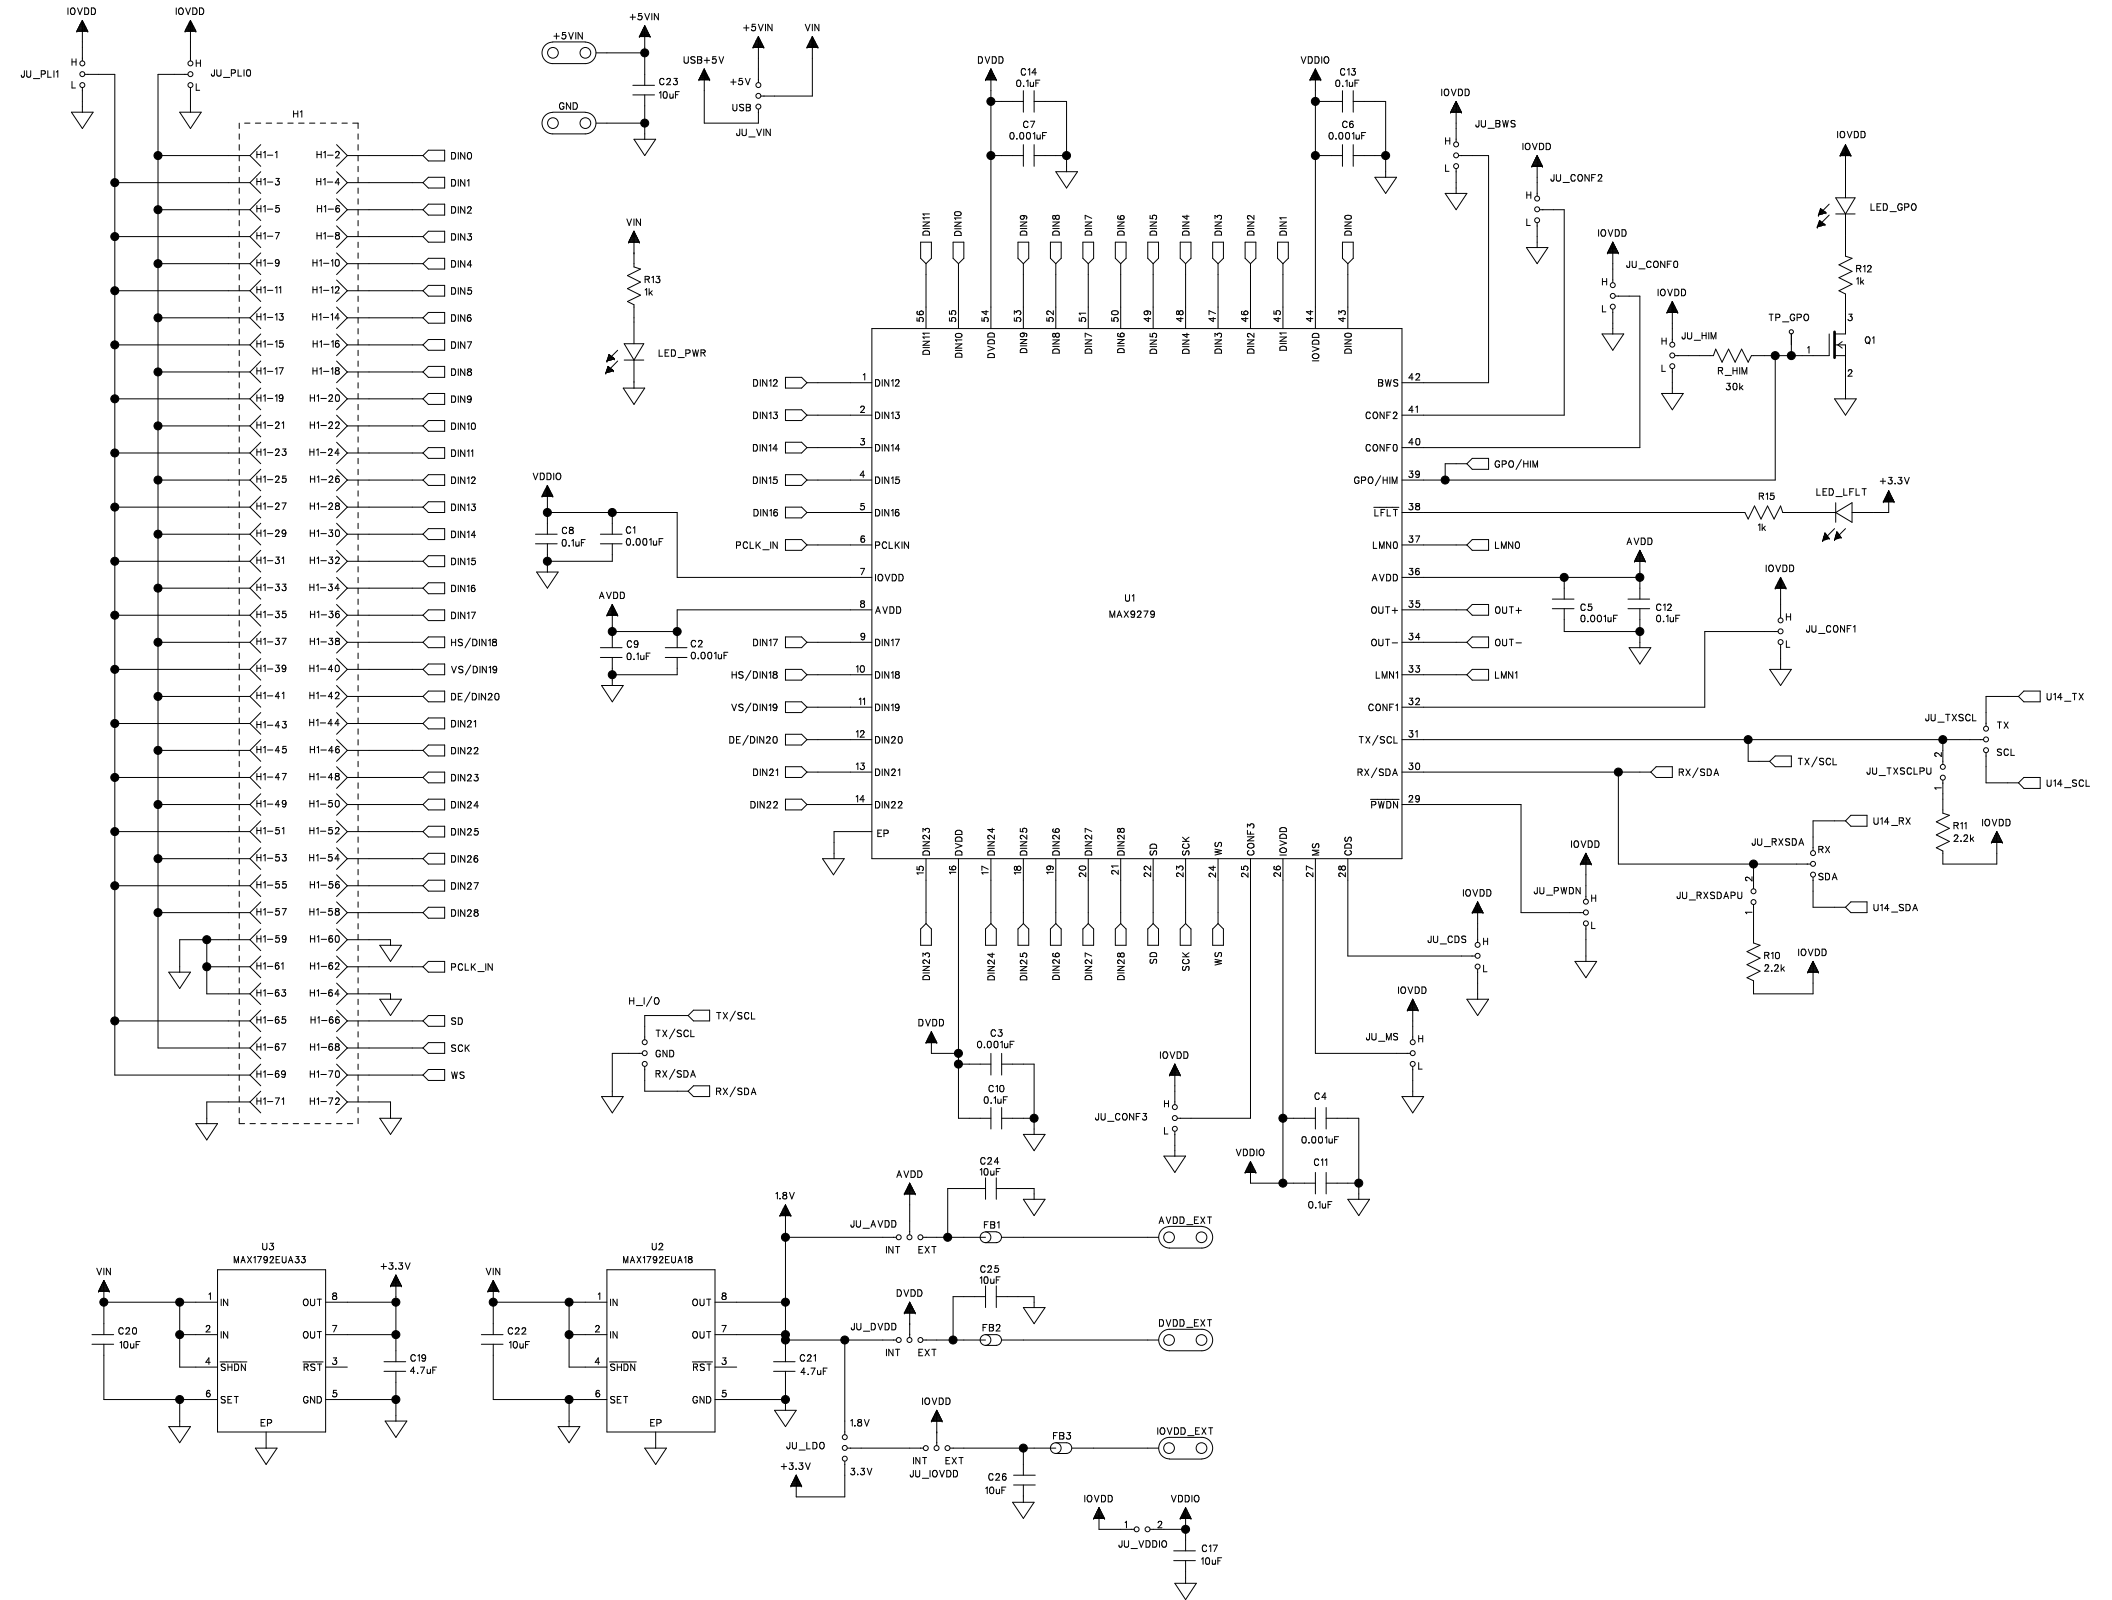 IOVDD
IOVDD
H
L
JU_PLI1
H
L
JU_PLI0
+5VIN
+5VIN
GND
C23
10uF
USB+5V
+5VIN
VIN
+5V
USB
JU_VIN
H1
H1-1 H1-2 DIN0
H1-3 H1-4 DIN1
H1-5 H1-6 DIN2
H1-7 H1-8 DIN3
H1-9 H1-10 DIN4
H1-11 H1-12 DIN5
H1-13 H1-14 DIN6
H1-15 H1-16 DIN7
H1-17 H1-18 DIN8
H1-19 H1-20 DIN9
H1-21 H1-22 DIN10
H1-23 H1-24 DIN11
H1-25 H1-26 DIN12
H1-27 H1-28 DIN13
H1-29 H1-30 DIN14
H1-31 H1-32 DIN15
H1-33 H1-34 DIN16
H1-35 H1-36 DIN17
H1-37 H1-38 HS/DIN18
H1-39 H1-40 VS/DIN19
H1-41 H1-42 DE/DIN20
H1-43 H1-44 DIN21
H1-45 H1-46 DIN22
H1-47 H1-48 DIN23
H1-49 H1-50 DIN24
H1-51 H1-52 DIN25
H1-53 H1-54 DIN26
H1-55 H1-56 DIN27
H1-57 H1-58 DIN28
H1-59 H1-60
H1-61 H1-62 PCLK_IN
H1-63 H1-64
H1-65 H1-66 SD
H1-67 H1-68 SCK
H1-69 H1-70 WS
H1-71 H1-72
VIN
R13
1k
LED_PWR
VDDIO
C8
0.1uF
C1
0.001uF
AVDD
C9
0.1uF
C2
0.001uF
H_I/O
TX/SCL
TX/SCL
GND
RX/SDA
RX/SDA
DVDD
C14
0.1uF
C7
0.001uF
VDDIO
C13
0.1uF
C6
0.001uF
DIN11 DIN10 DIN9 DIN8 DIN7 DIN6 DIN5 DIN4 DIN3 DIN2 DIN1 DIN0
56 55 54 53 52 51 50 49 48 47 46 45 44 43
DIN11 DIN10 DVDD DIN9 DIN8 DIN7 DIN6 DIN5 DIN4 DIN3 DIN2 DIN1 IOVDD DIN0
U1
MAX9279
DIN12 1 DIN12
DIN13 2 DIN13
DIN14 3 DIN14
DIN15 4 DIN15
DIN16 5 DIN16
PCLK_IN 6 PCLKIN
7 IOVDD
8 AVDD
DIN17 9 DIN17
HS/DIN18 10 DIN18
VS/DIN19 11 DIN19
DE/DIN20 12 DIN20
DIN21 13 DIN21
DIN22 14 DIN22
EP
BWS 42
CONF2 41
CONF0 40
GPO/HIM 39 GPO/HIM
LFLT 38
LMN0 37 LMN0
AVDD 36
OUT+ 35 OUT+
OUT- 34 OUT-
LMN1 33 LMN1
CONF1 32
TX/SCL 31
RX/SDA 30 RX/SDA
PWDN 29
DIN23 DVDD DIN24 DIN25 DIN26 DIN27 DIN28 SD SCK WS CONF3 IOVDD MS CDS
15 16 17 18 19 20 21 22 23 24 25 26 27 28
DIN23 DIN24 DIN25 DIN26 DIN27 DIN28 SD SCK WS
IOVDD
JU_BWS
H
L
IOVDD
JU_CONF2
H
L
IOVDD
JU_CONF0
H
L
IOVDD
JU_HIM
H
L
R_HIM
30k
TP_GPO
1
3
2
Q1
IOVDD
LED_GPO
R12
1k
R15
1k
LED_LFLT
+3.3V
AVDD
C5
0.001uF
C12
0.1uF
IOVDD
H
JU_CONF1
L
TX/SCL
U14_TX
JU_TXSCL
TX
SCL
U14_SCL
2
JU_TXSCLPU
1
R11
2.2k
IOVDD
U14_RX
JU_RXSDA
RX
SDA
U14_SDA
2
JU_RXSDAPU
1
R10
2.2k
IOVDD
IOVDD
JU_PWDN
H
L
IOVDD
JU_CDS
H
L
IOVDD
JU_MS
H
L
DVDD
C3
0.001uF
C10
0.1uF
IOVDD
H
JU_CONF3
L
C4
0.001uF
VDDIO
C11
0.1uF
U3
MAX1792EUA33
VIN
C20
10uF
1 IN OUT 8
2 IN OUT 7
4 SHDN RST 3
6 SET GND 5
EP
+3.3V
C19
4.7uF
U2
MAX1792EUA18
VIN
C22
10uF
1 IN OUT 8
2 IN OUT 7
4 SHDN RST 3
6 SET GND 5
EP
1.8V
C21
4.7uF
AVDD
JU_AVDD
INT EXT
C24
10uF
FB1
AVDD_EXT
DVDD
JU_DVDD
INT EXT
C25
10uF
FB2
DVDD_EXT
1.8V
JU_LDO
3.3V
+3.3V
IOVDD
INT EXT
JU_IOVDD
C26
10uF
FB3
IOVDD_EXT
IOVDD
1 2
JU_VDDIO
VDDIO
C17
10uF